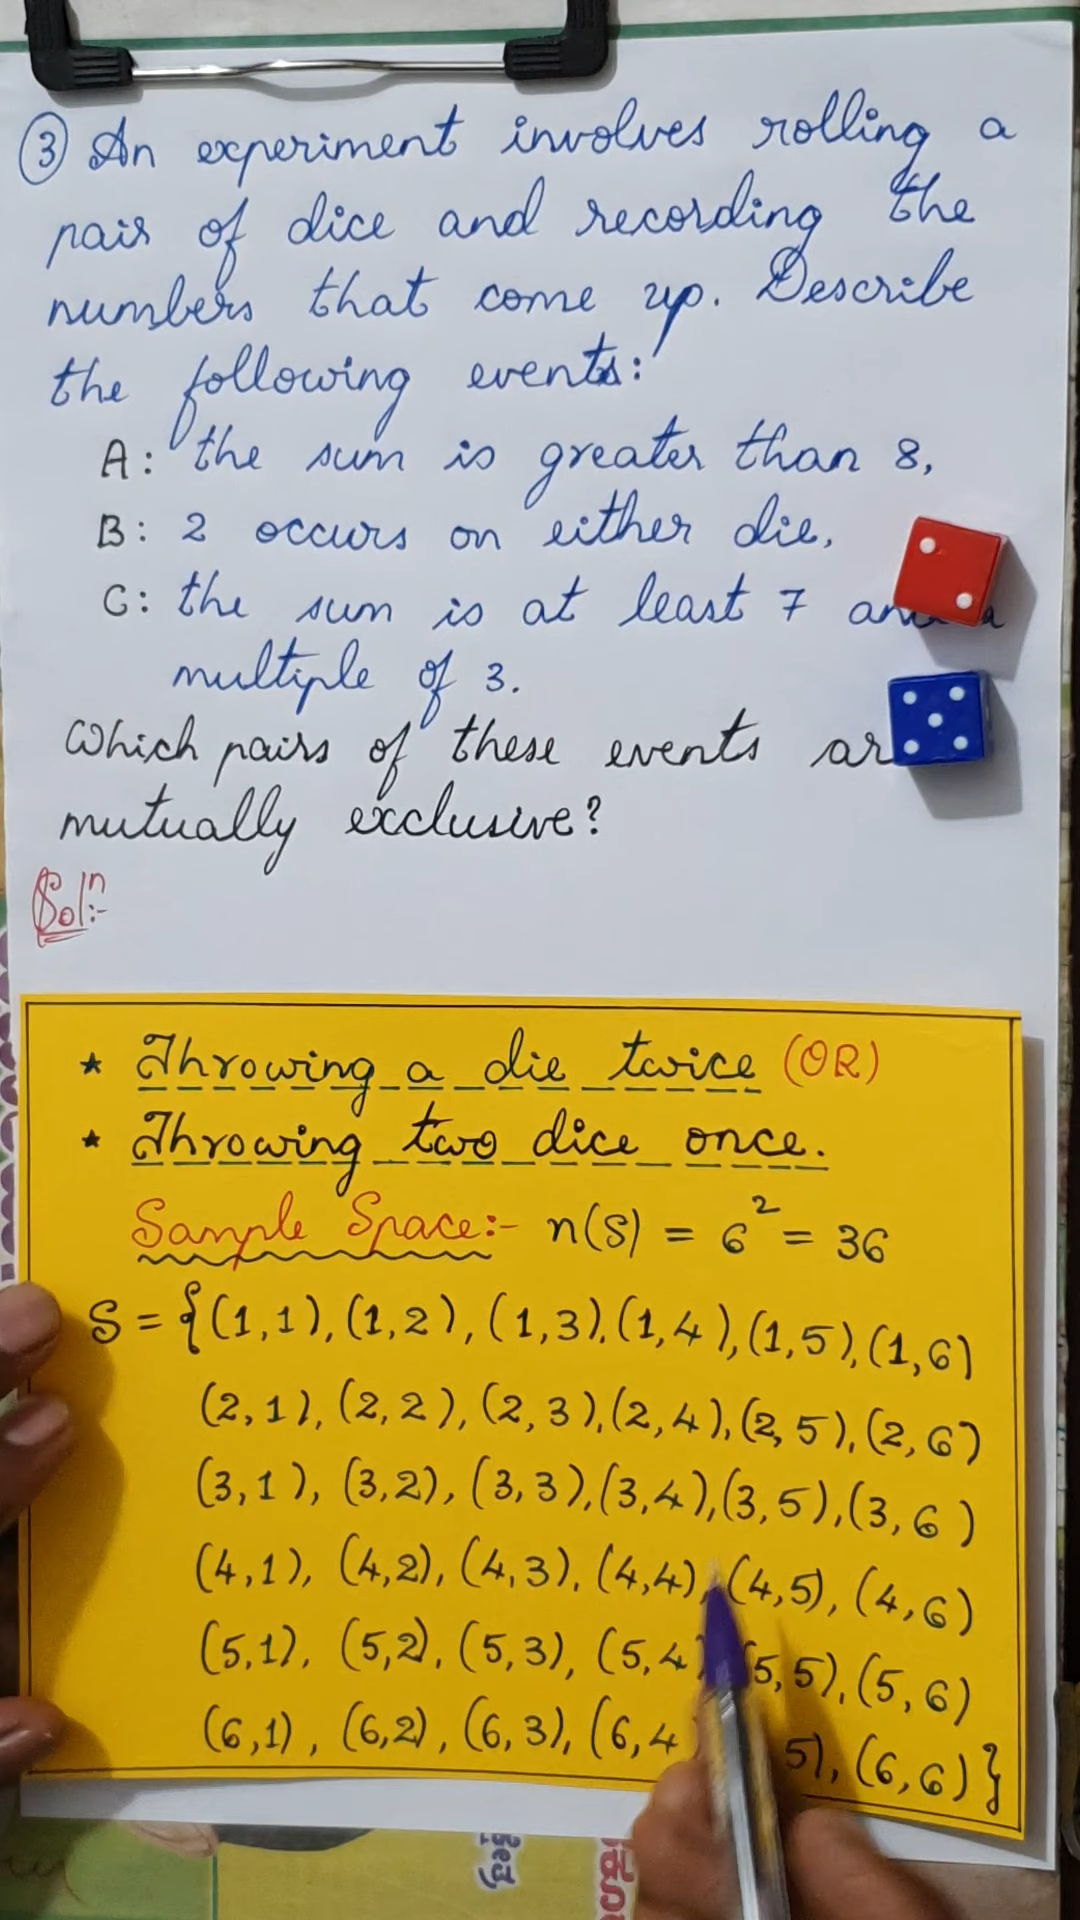 ③ An experiment involves rolling a
pair of dice and recording the
numbers that come up. Describe
the following events:
A: the sum is greater than 8,
B: 2 occurs on either die,
C: the sum is at least 7 and a
multiple of 3.
Which pairs of these events ar
mutually exclusive?
Solⁿ:-
* Throwing a die twice (OR)
* Throwing two dice once.
Sample Space:- n(S) = 6² = 36
S = {(1,1), (1,2), (1,3), (1,4), (1,5), (1,6)
(2,1), (2,2), (2,3), (2,4), (2,5), (2,6)
(3,1), (3,2), (3,3), (3,4), (3,5), (3,6)
(4,1), (4,2), (4,3), (4,4), (4,5), (4,6)
(5,1), (5,2), (5,3), (5,4) 5,5), (5,6)
(6,1), (6,2), (6,3), (6,4 5), (6,6)}